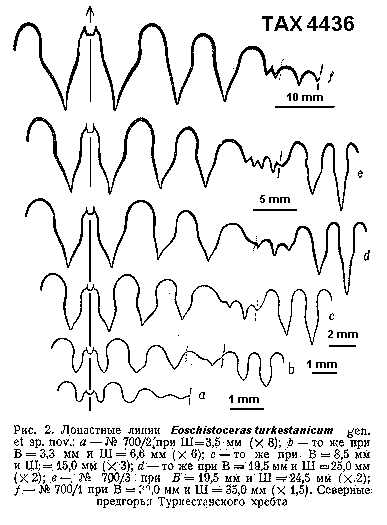 TAX 4436
f
10 mm
e
5 mm
d
c
2 mm
b
1 mm
a
1 mm
Рис. 2. Лопастные линии Eoschistoceras turkestanicum gen.
et sp. nov.: a — № 700/2(при Ш=3,5 мм (× 8); b — то же при
В = 3,3 мм и Ш = 6,6 мм (× 6); c — то же при В = 8,5 мм
и Ш = 15,0 мм (× 3); d — то же при В = 19,5 мм и Ш = 25,0 мм
(× 2); e — № 700/3 при В = 19,5 мм и Ш = 24,5 мм (× 2);
f — № 700/1 при В = мм и Ш = 35,0 мм (× 1,5). Северные
предгорья Туркестанского хребта